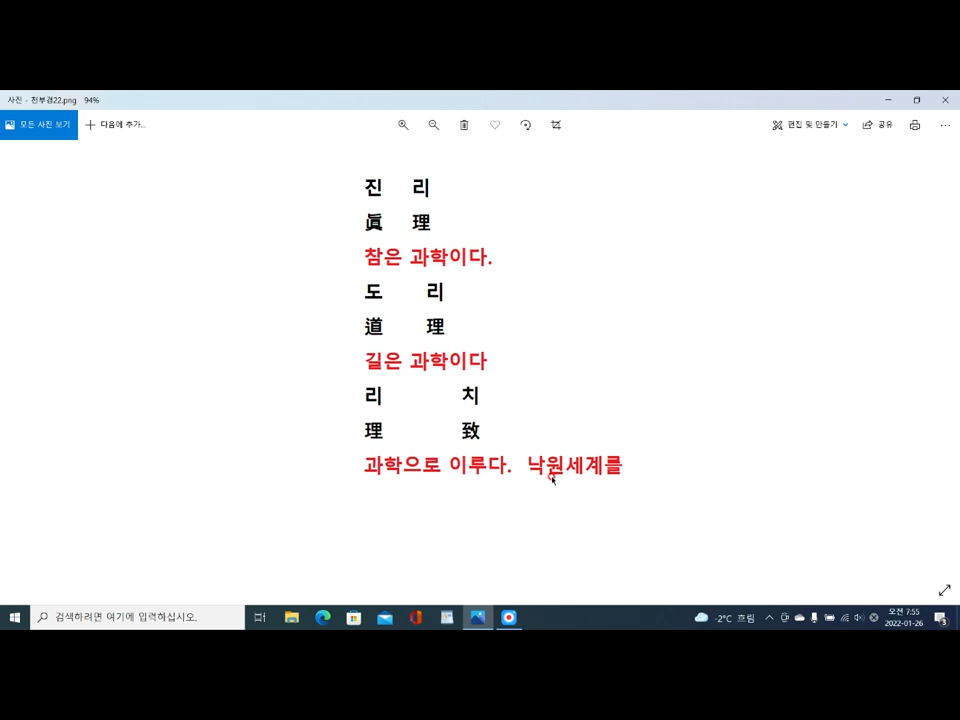 사진 - 천부경22.png 94%
모든 사진 보기 다음에 추가... 편집 및 만들기 공유
진 리
眞 理
참은 과학이다.
도 리
道 理
길은 과학이다
리 치
理 致
과학으로 이루다. 낙원세계를
검색하려면 여기에 입력하십시오. -2°C 흐림 오전 7:55
2022-01-26
3